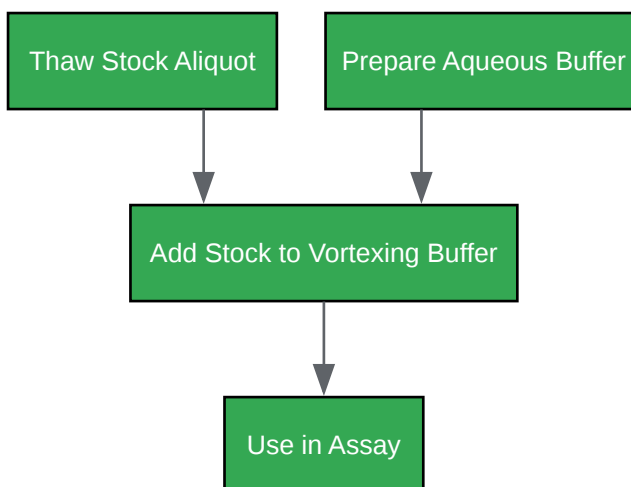 Thaw Stock Aliquot
Prepare Aqueous Buffer
Add Stock to Vortexing Buffer
Use in Assay